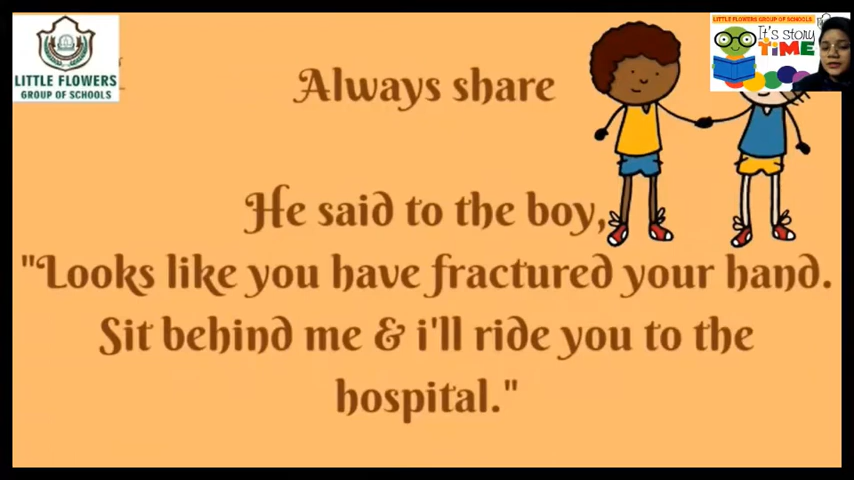 LITTLE FLOWERS
GROUP OF SCHOOLS
LITTLE FLOWERS GROUP OF SCHOOLS
It's story
TiME
Always share
He said to the boy,
"Looks like you have fractured your hand.
Sit behind me & i'll ride you to the
hospital."